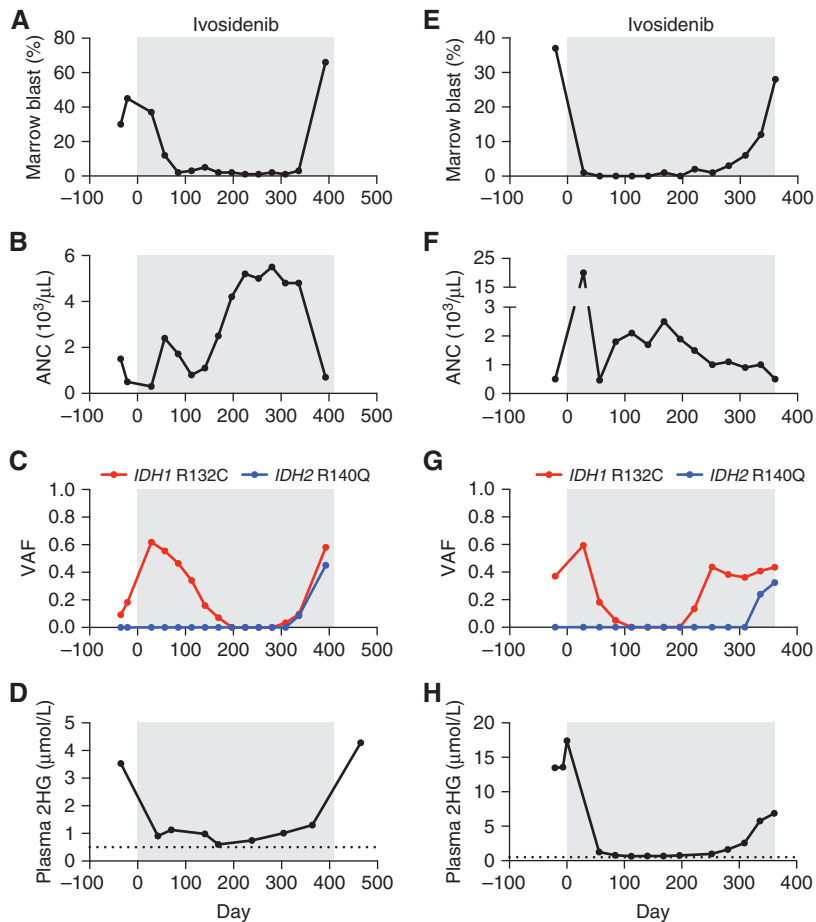 A
Ivosidenib
Marrow blast (%)
80
60
40
20
0
−100 0 100 200 300 400 500
B
ANC (10³/μL)
6
4
2
0
−100 0 100 200 300 400 500
C
IDH1 R132C IDH2 R140Q
VAF
1.0
0.8
0.6
0.4
0.2
0.0
−100 0 100 200 300 400 500
D
Plasma 2HG (μmol/L)
5
4
3
2
1
0
−100 0 100 200 300 400 500
Day
E
Ivosidenib
Marrow blast (%)
40
30
20
10
0
−100 0 100 200 300 400
F
ANC (10³/μL)
25
15
3
2
1
0
−100 0 100 200 300 400
G
IDH1 R132C IDH2 R140Q
VAF
1.0
0.8
0.6
0.4
0.2
0.0
−100 0 100 200 300 400
H
Plasma 2HG (μmol/L)
20
15
10
5
0
−100 0 100 200 300 400
Day